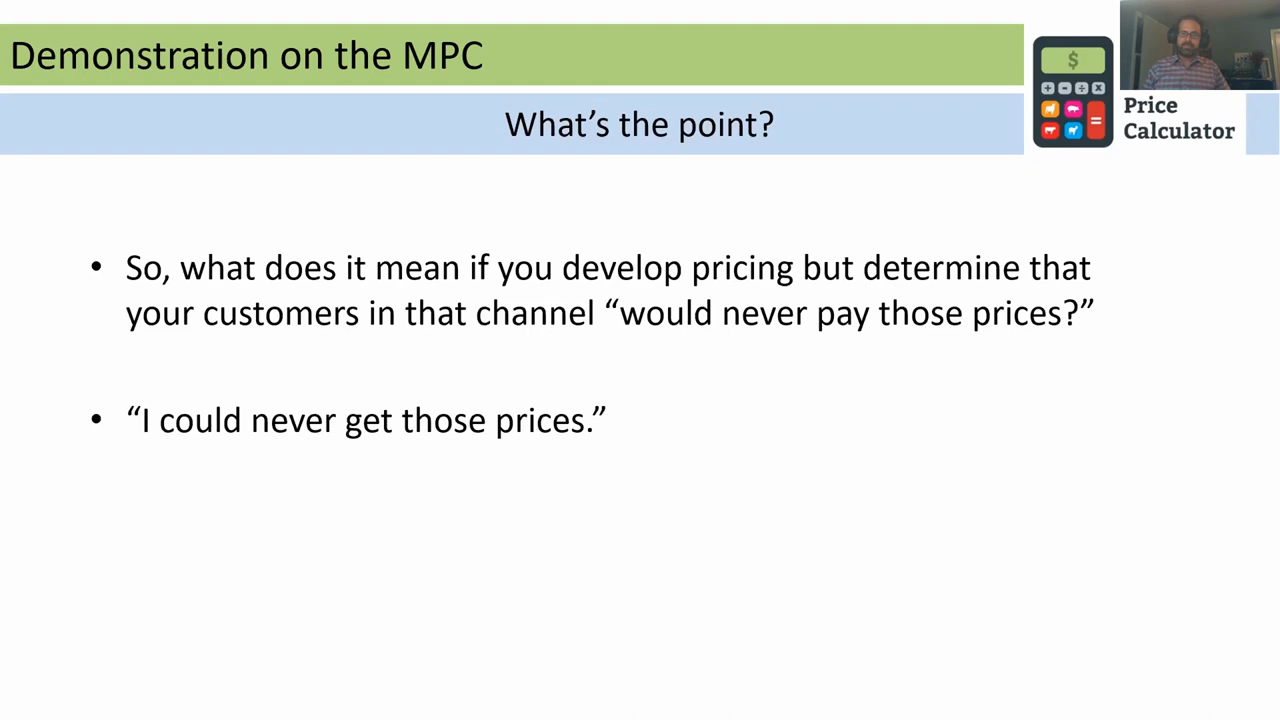 Demonstration on the MPC
What’s the point?
$
+ − ÷ x
=
Price
Calculator
• So, what does it mean if you develop pricing but determine that
your customers in that channel “would never pay those prices?”
• “I could never get those prices.”